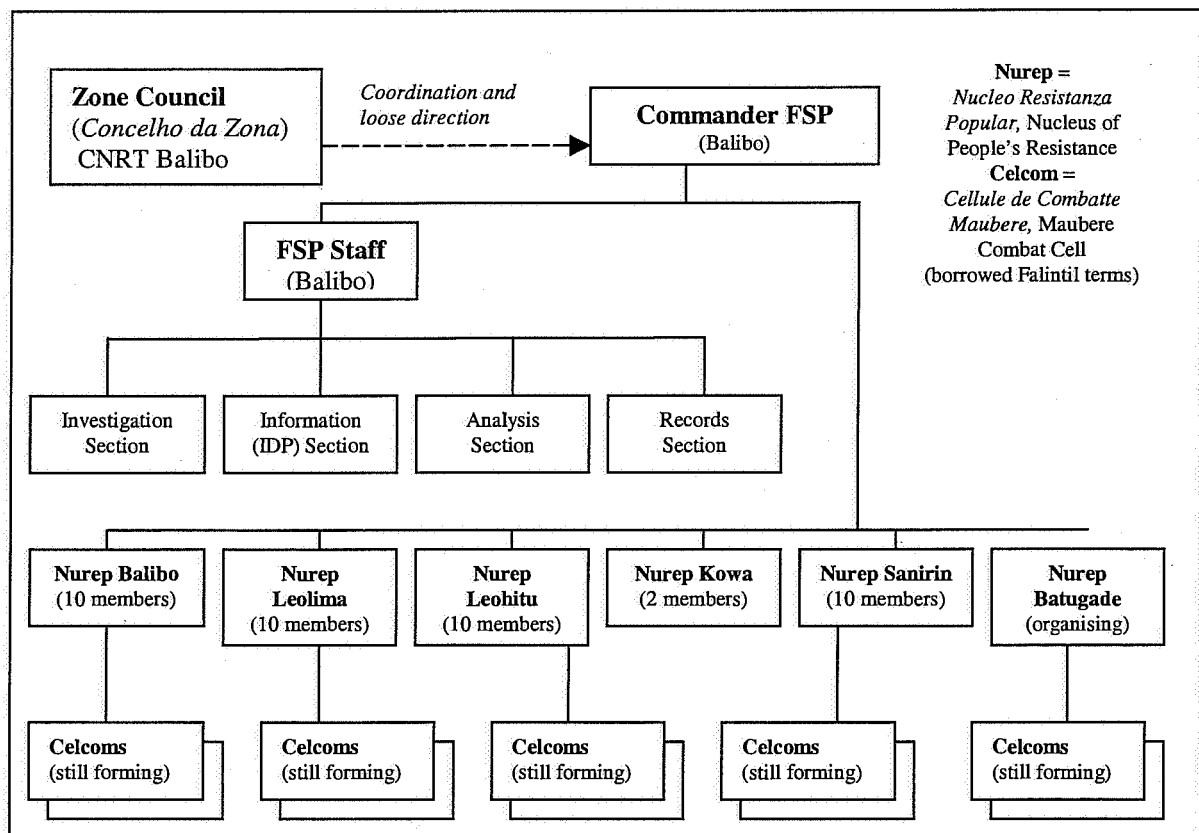 Zone Council
(Concelho da Zona)
CNRT Balibo
Coordination and
loose direction
Commander FSP
(Balibo)
Nurep =
Nucleo Resistanza
Popular, Nucleus of
People's Resistance
Celcom =
Cellule de Combatte
Maubere, Maubere
Combat Cell
(borrowed Falintil terms)
FSP Staff
(Balibo)
Investigation
Section
Information
(IDP) Section
Analysis
Section
Records
Section
Nurep Balibo
(10 members)
Nurep
Leolima
(10 members)
Nurep
Leohitu
(10 members)
Nurep Kowa
(2 members)
Nurep Sanirin
(10 members)
Nurep
Batugade
(organising)
Celcoms
(still forming)
Celcoms
(still forming)
Celcoms
(still forming)
Celcoms
(still forming)
Celcoms
(still forming)